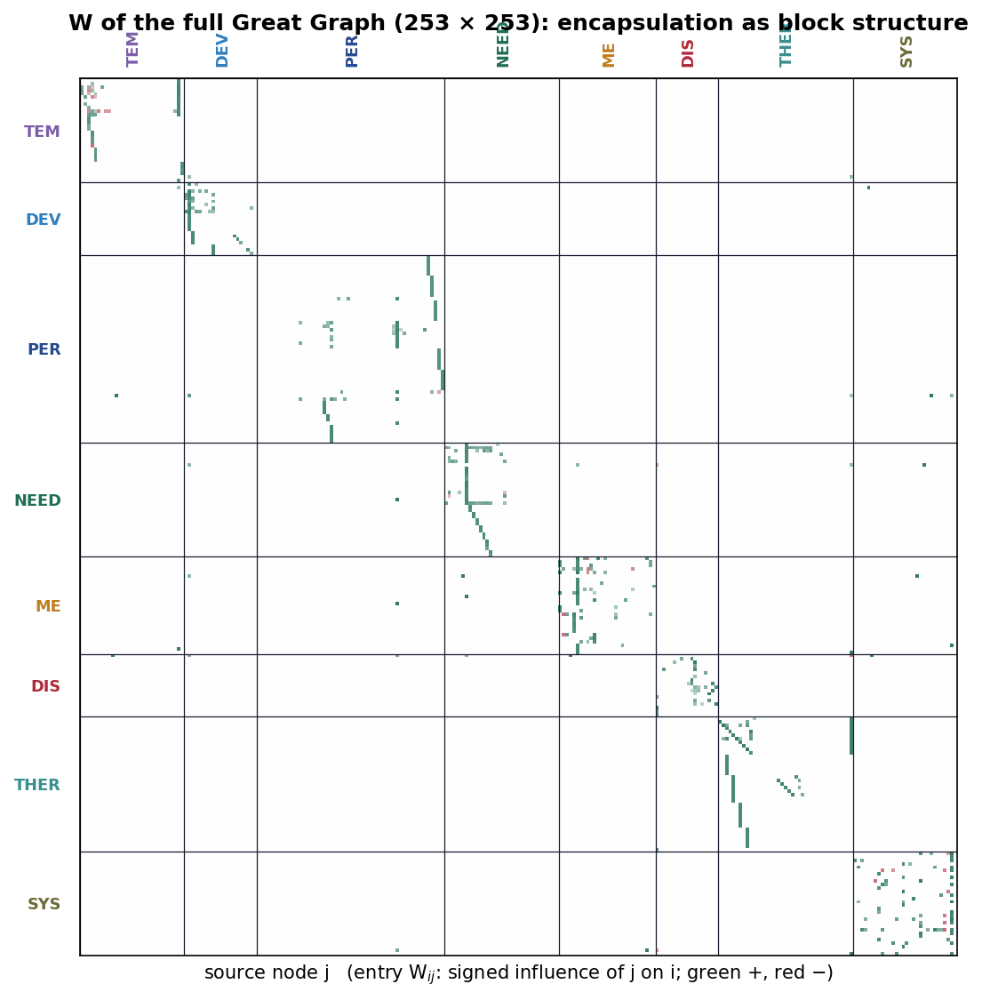 W of the full Great Graph (253 × 253): encapsulation as block structure
TEM
DEV
PER
NEED
ME
DIS
THER
SYS
TEM
DEV
PER
NEED
ME
DIS
THER
SYS
source node j (entry W_ij: signed influence of j on i; green +, red −)